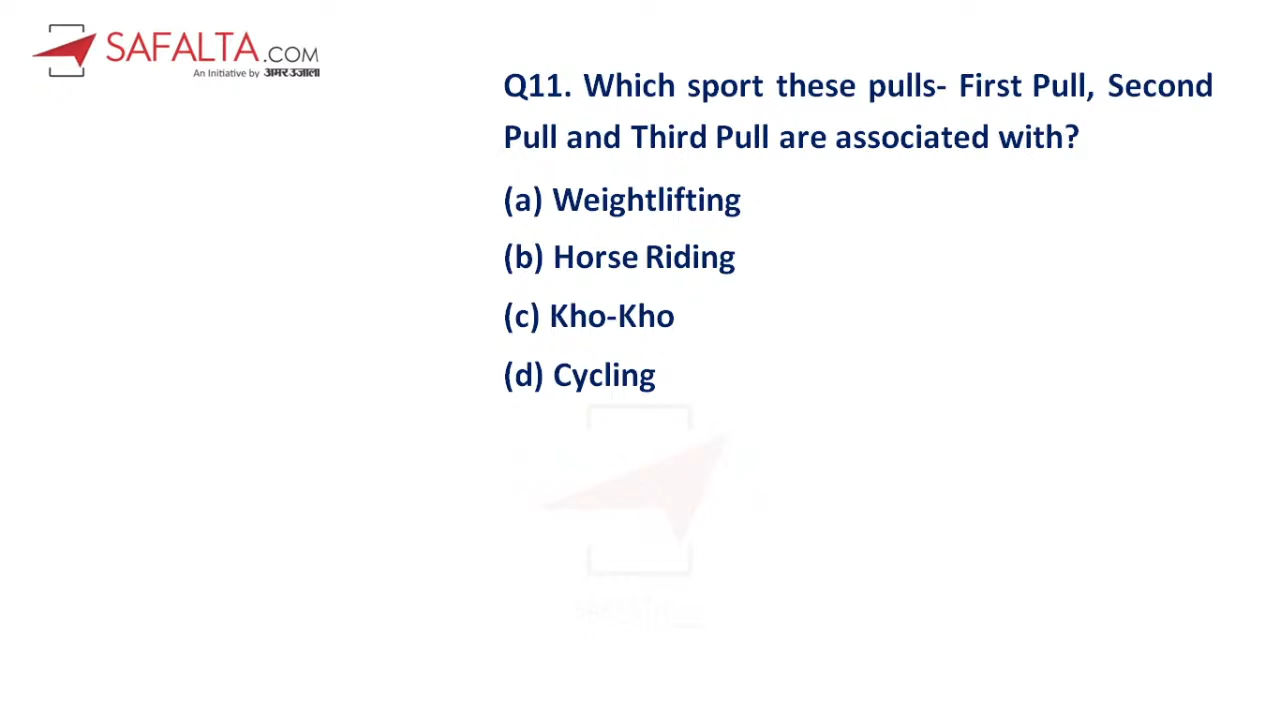 SAFALTA.COM
An Initiative by अमर उजाला
Q11. Which sport these pulls- First Pull, Second
Pull and Third Pull are associated with?
(a) Weightlifting
(b) Horse Riding
(c) Kho-Kho
(d) Cycling